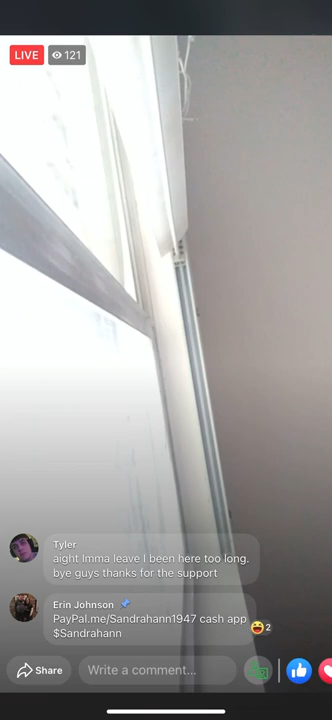 LIVE 121
Tyler
aight Imma leave I been here too long.
bye guys thanks for the support
Erin Johnson
PayPal.me/Sandrahann1947 cash app
$Sandrahann
2
Share Write a comment...